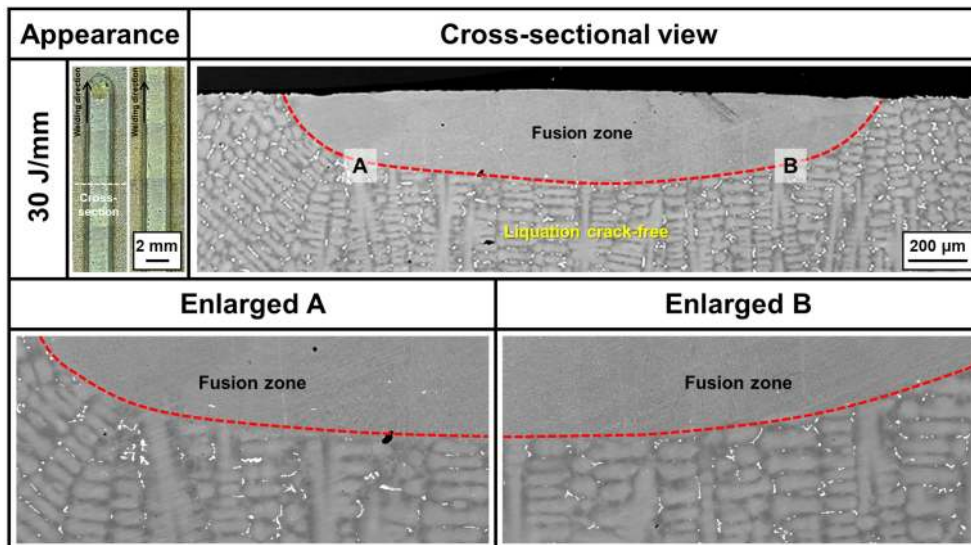 Appearance
Cross-sectional view
30 J/mm
Welding direction
Welding direction
Cross-
section
2 mm
Fusion zone
A
B
Liquation crack-free
200 µm
Enlarged A
Enlarged B
Fusion zone
Fusion zone